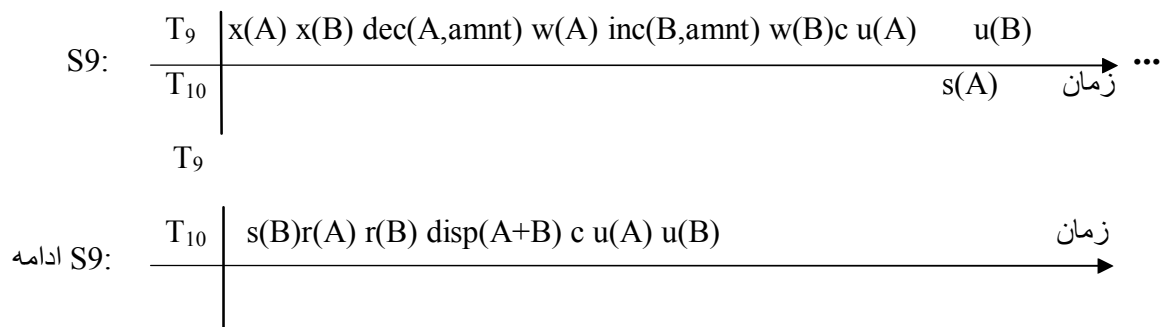 T9 x(A) x(B) dec(A,amnt) w(A) inc(B,amnt) w(B)c u(A) u(B)
S9: ...
T10 s(A) زمان
T9
T10 s(B)r(A) r(B) disp(A+B) c u(A) u(B) زمان
ادامه S9: